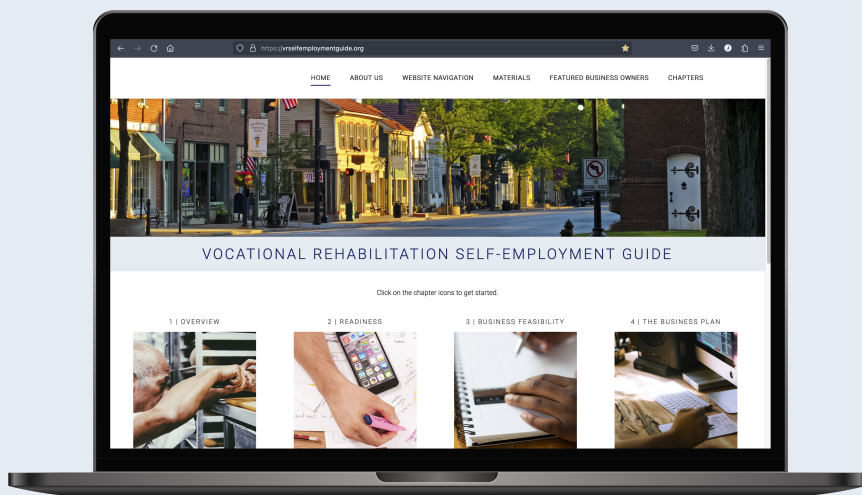 https://vrselfemploymentguide.org
HOME ABOUT US WEBSITE NAVIGATION MATERIALS FEATURED BUSINESS OWNERS CHAPTERS
VOCATIONAL REHABILITATION SELF-EMPLOYMENT GUIDE
Click on the chapter icons to get started.
1 | OVERVIEW 2 | READINESS 3 | BUSINESS FEASIBILITY 4 | THE BUSINESS PLAN